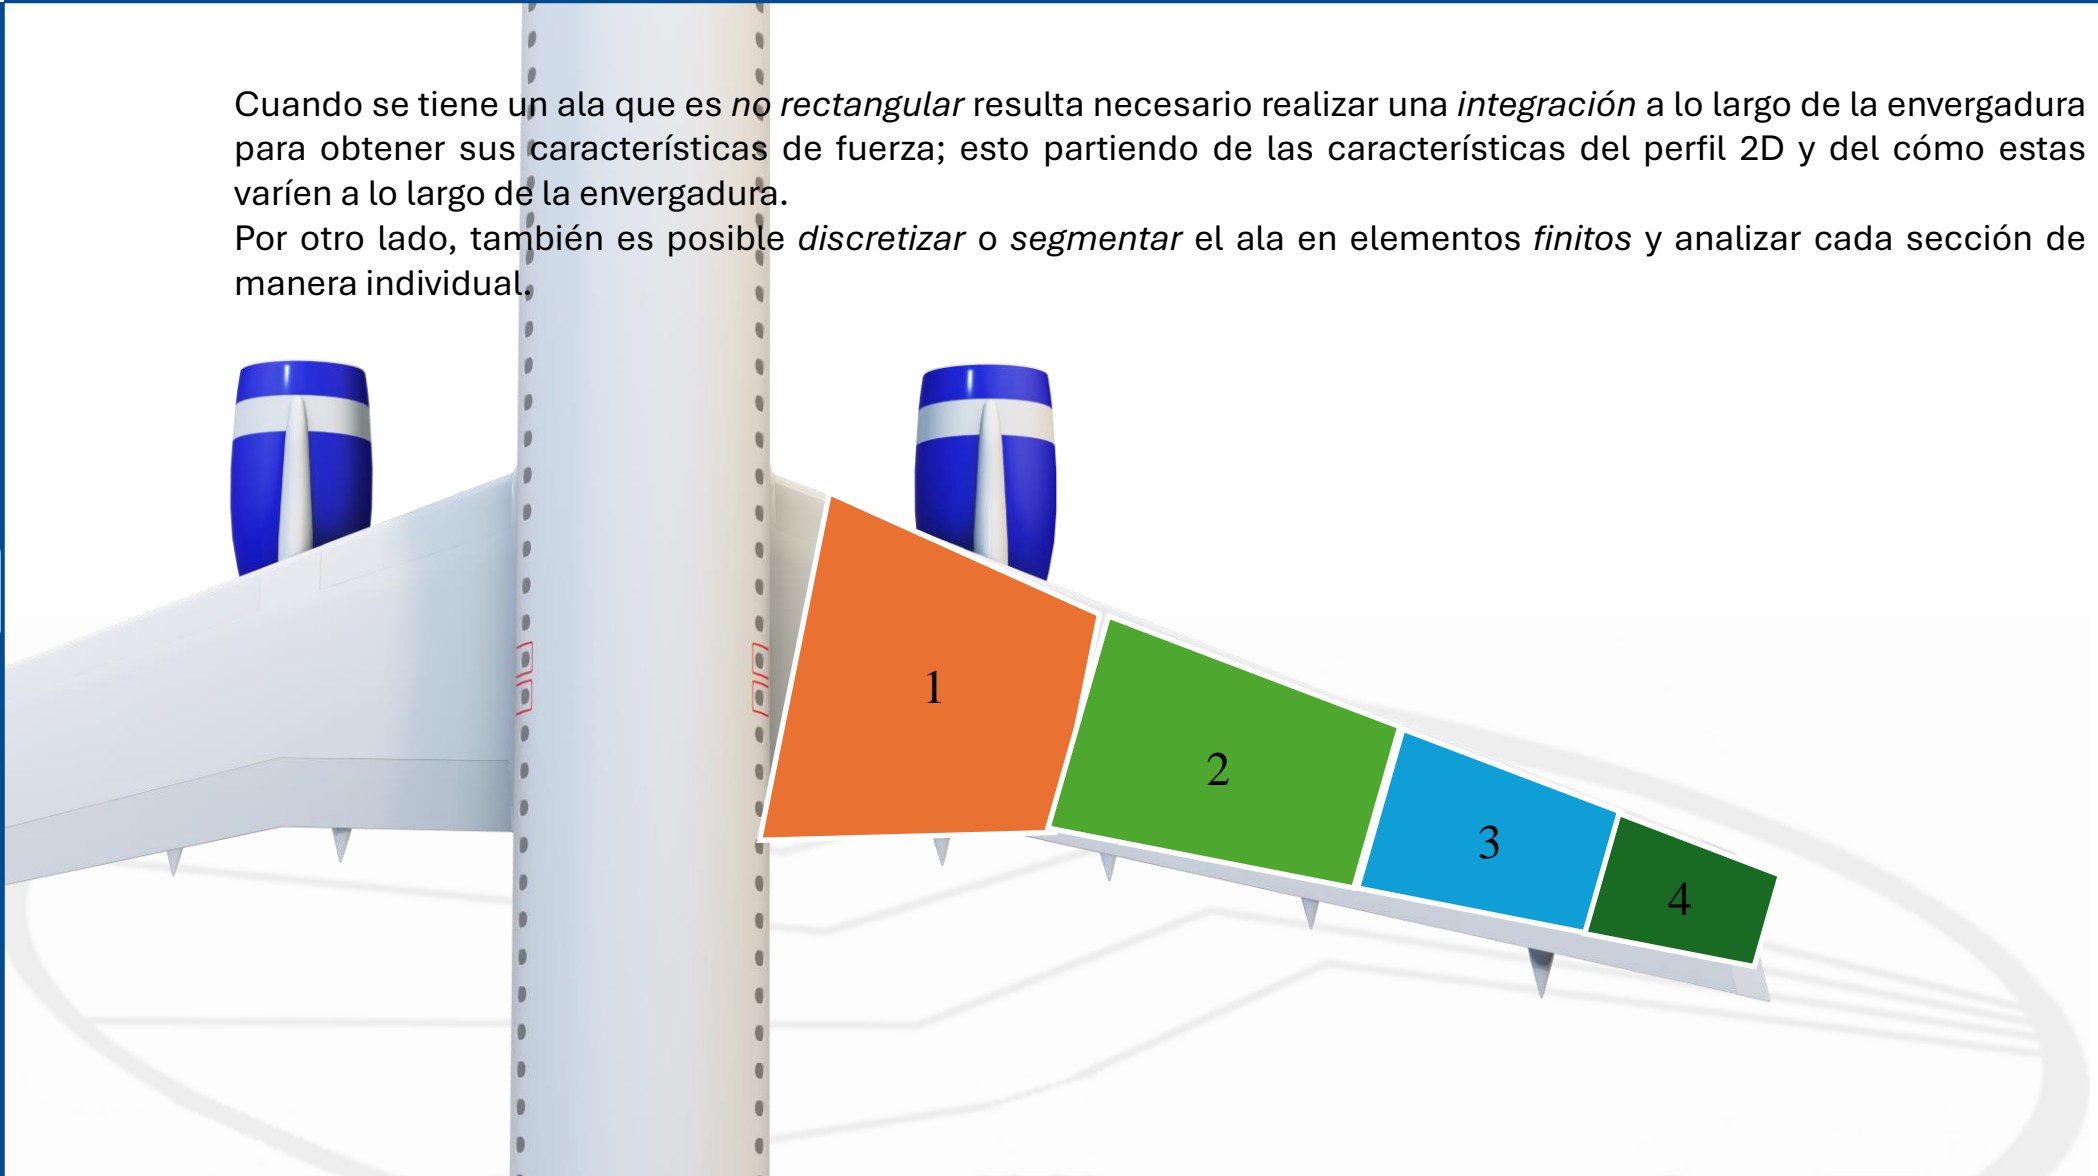 Cuando se tiene un ala que es no rectangular resulta necesario realizar una integración a lo largo de la envergadura
para obtener sus características de fuerza; esto partiendo de las características del perfil 2D y del cómo estas
varíen a lo largo de la envergadura.
Por otro lado, también es posible discretizar o segmentar el ala en elementos finitos y analizar cada sección de
manera individual.
1
2
3
4